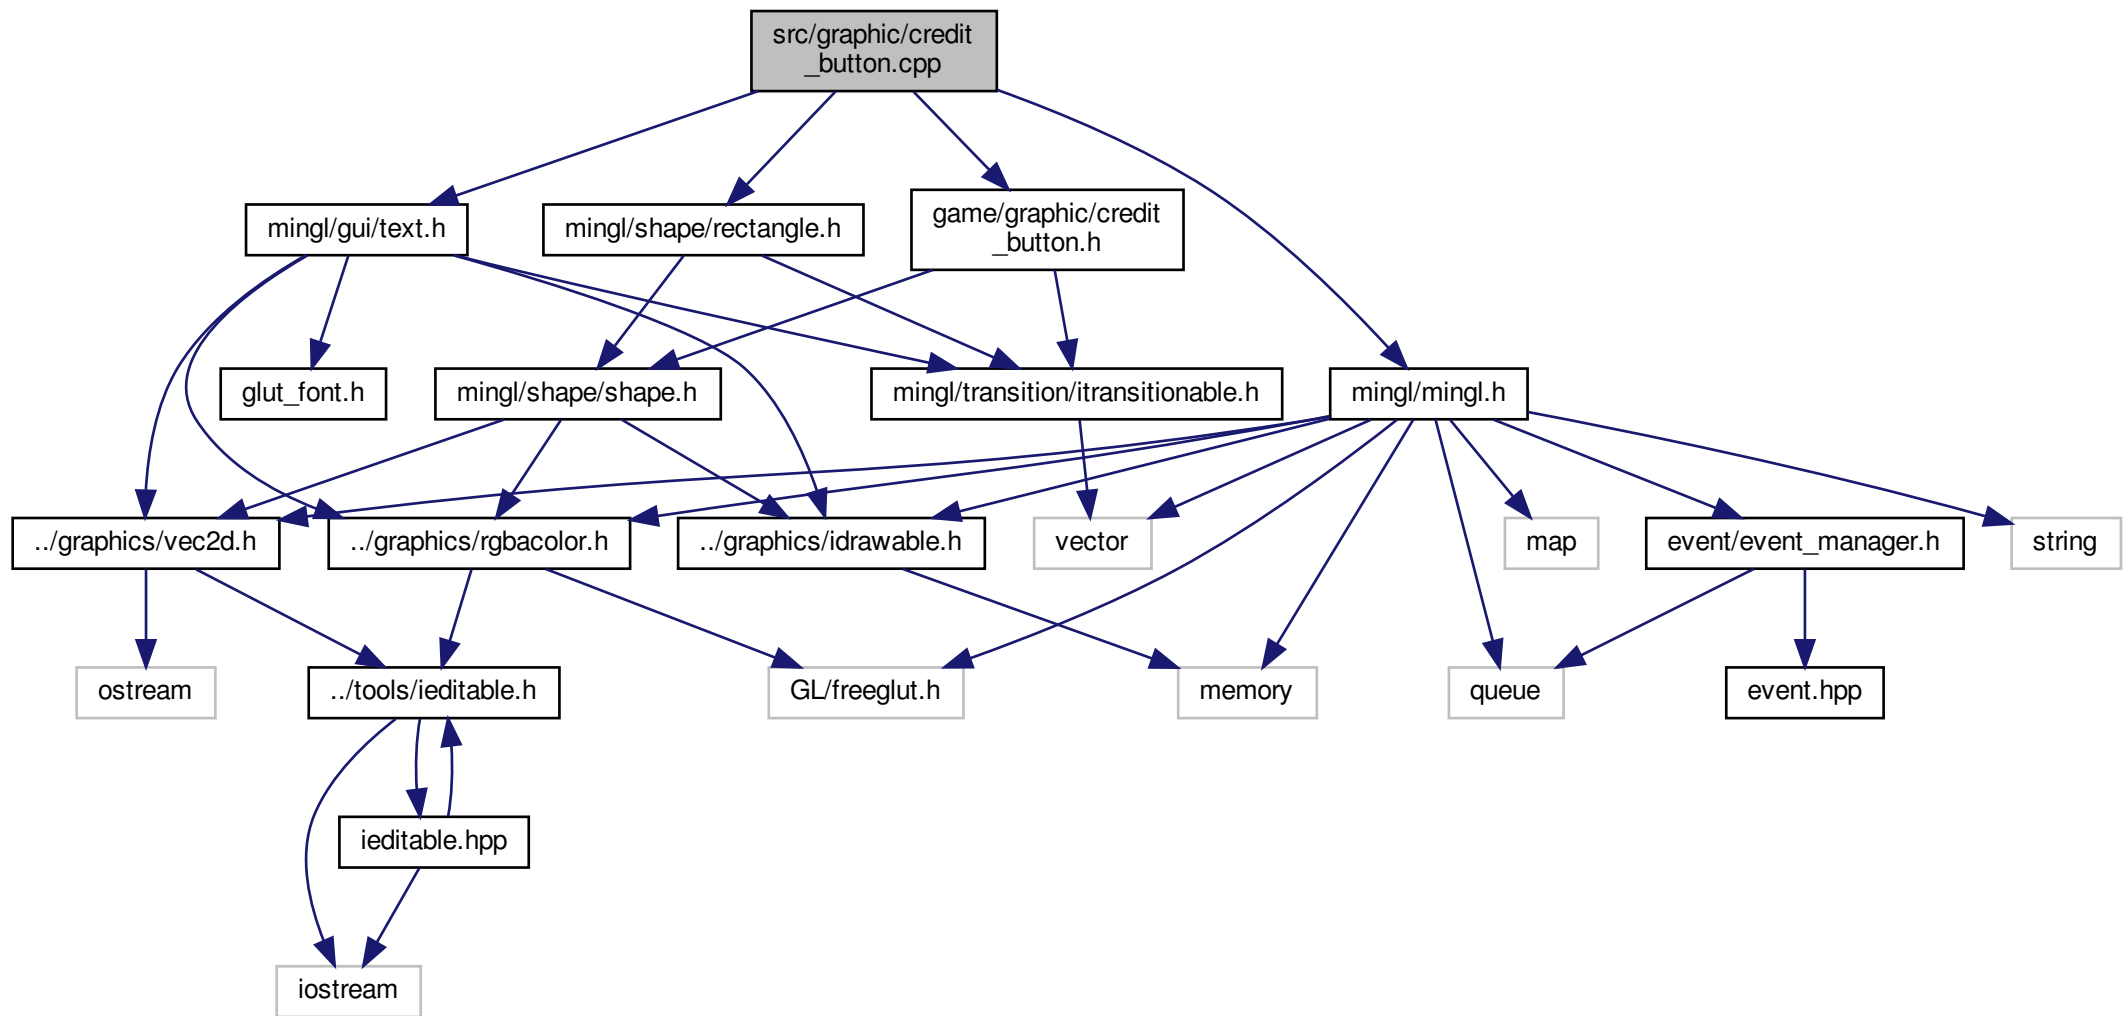 src/graphic/credit
_button.cpp
mingl/gui/text.h
mingl/shape/rectangle.h
game/graphic/credit
_button.h
glut_font.h
mingl/shape/shape.h
mingl/transition/itransitionable.h
mingl/mingl.h
../graphics/vec2d.h
../graphics/rgbacolor.h
../graphics/idrawable.h
vector
map
event/event_manager.h
string
ostream
../tools/ieditable.h
GL/freeglut.h
memory
queue
event.hpp
ieditable.hpp
iostream